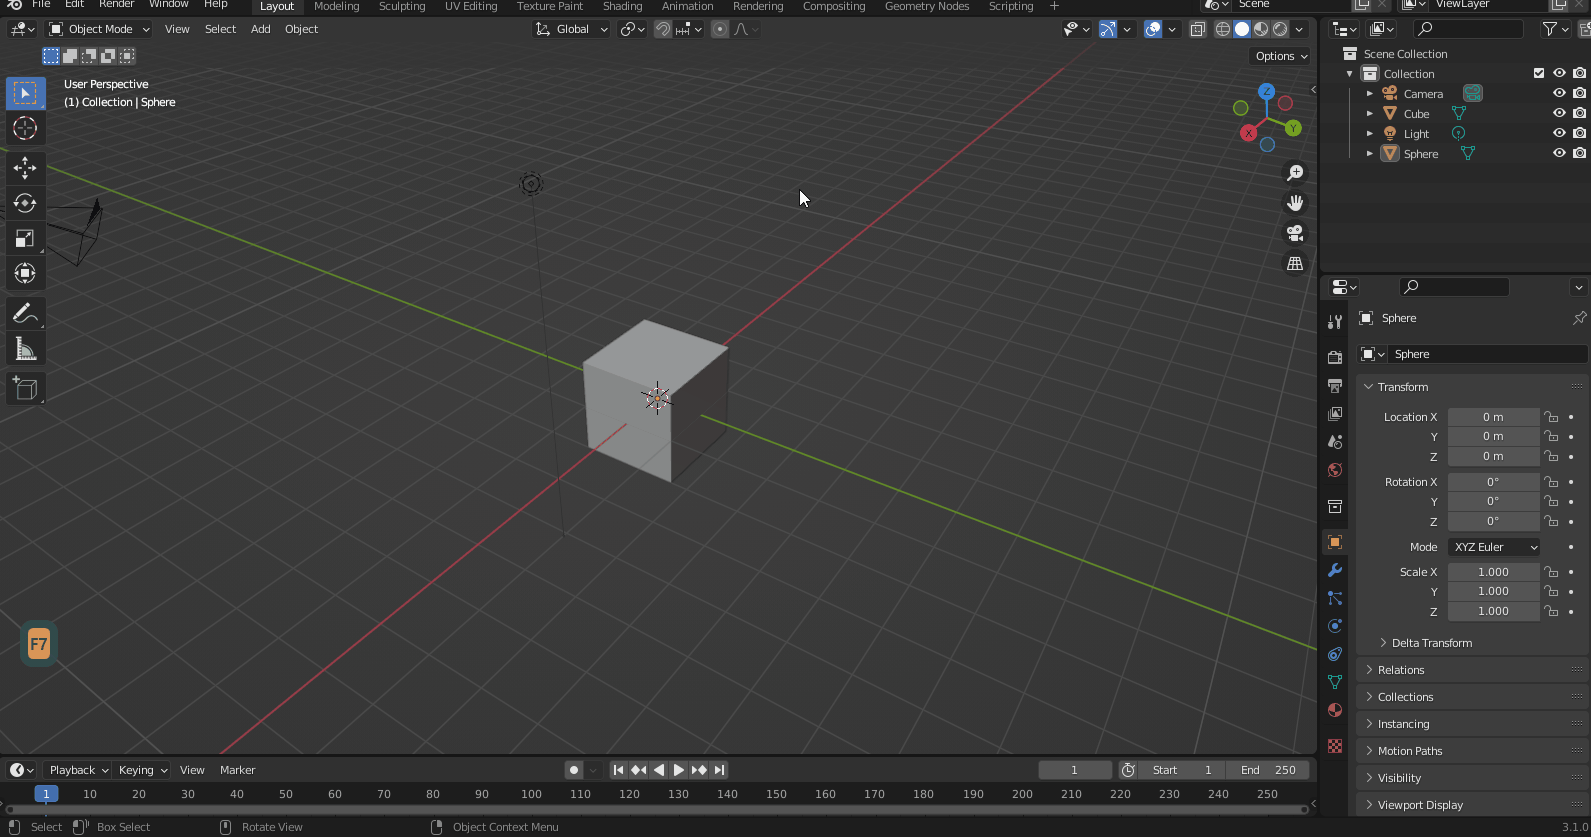 File Edit Render Window Help Layout Modeling Sculpting UV Editing Texture Paint Shading Animation Rendering Compositing Geometry Nodes Scripting + Scene ViewLayer
Object Mode View Select Add Object Global
Options
User Perspective
(1) Collection | Sphere
Z
Y
X
Scene Collection
Collection
Camera
Cube
Light
Sphere
Sphere
Sphere
Transform
Location X 0 m
Y 0 m
Z 0 m
Rotation X 0°
Y 0°
Z 0°
Mode XYZ Euler
Scale X 1.000
Y 1.000
Z 1.000
Delta Transform
Relations
Collections
Instancing
Motion Paths
Visibility
Viewport Display
F7
Playback Keying View Marker 1 Start 1 End 250
1 10 20 30 40 50 60 70 80 90 100 110 120 130 140 150 160 170 180 190 200 210 220 230 240 250
Select Box Select Rotate View Object Context Menu 3.1.0